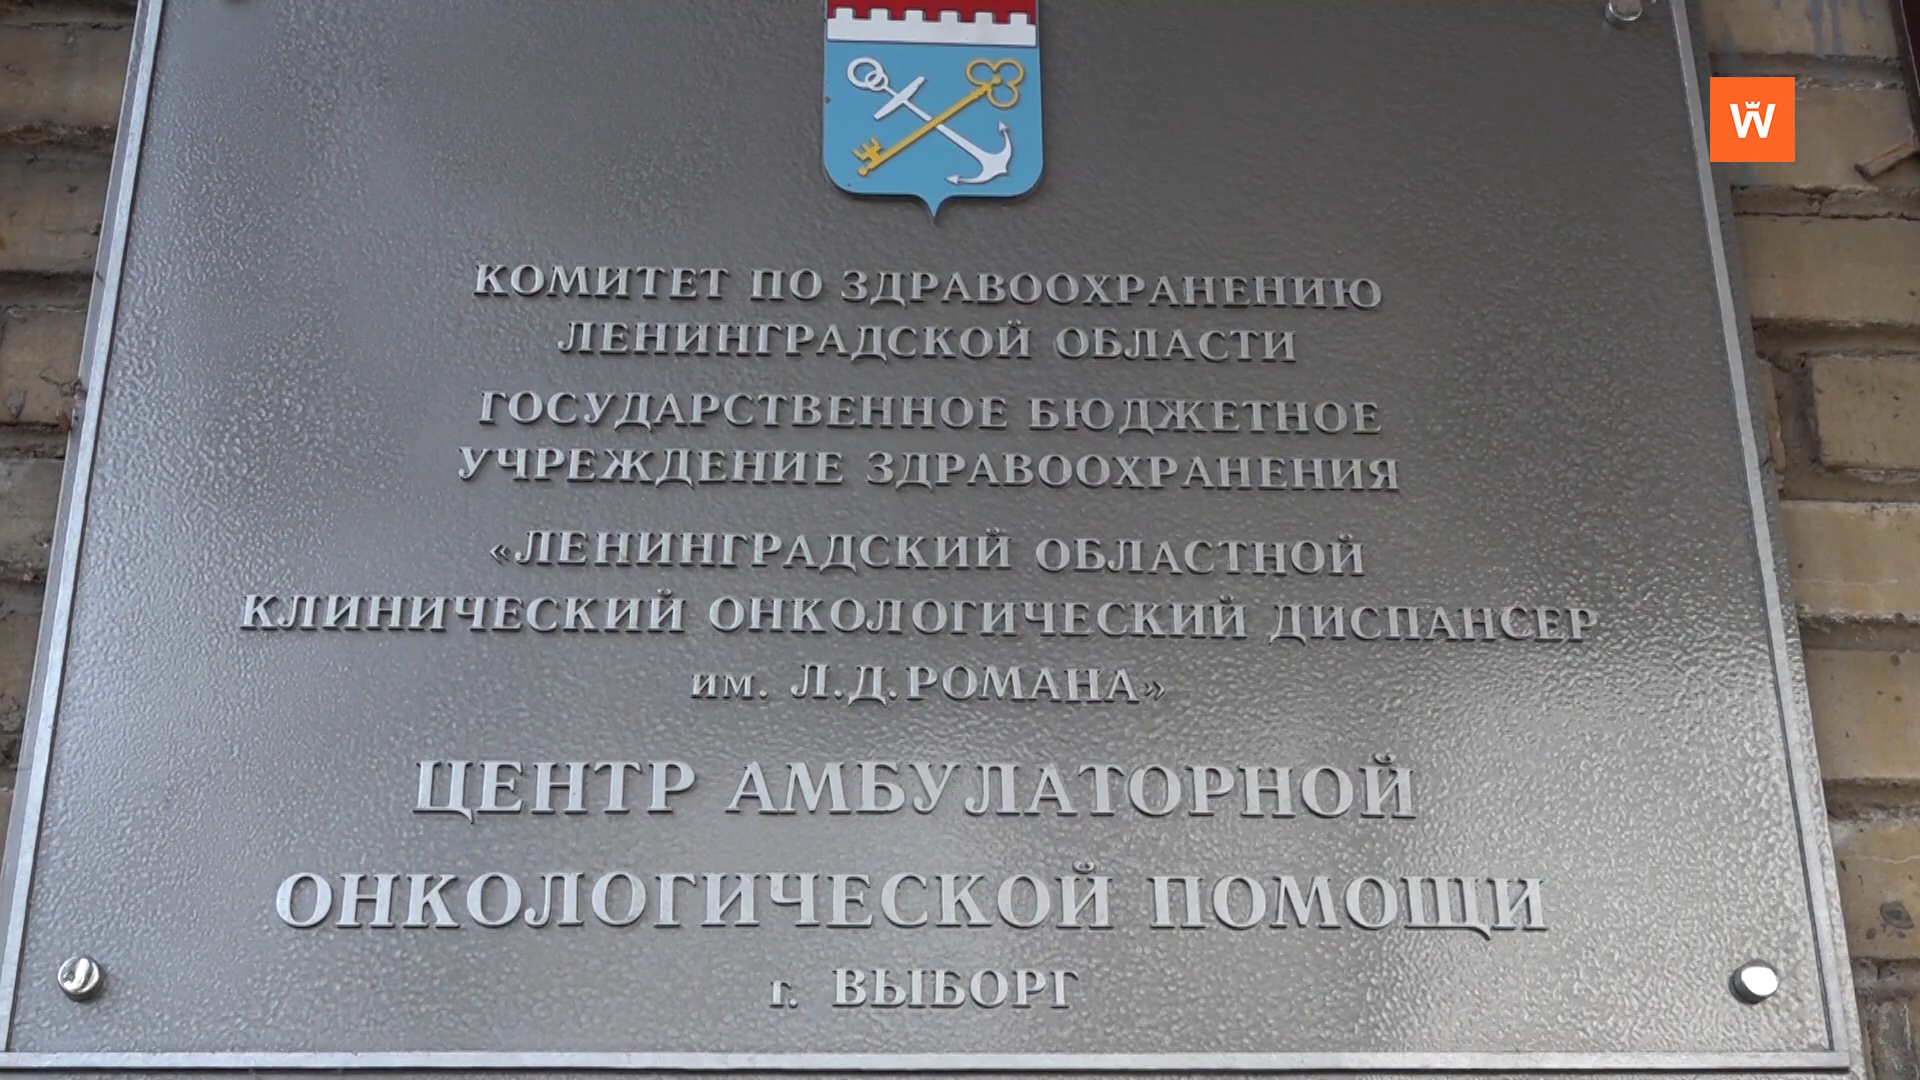 W
КОМИТЕТ ПО ЗДРАВООХРАНЕНИЮ
ЛЕНИНГРАДСКОЙ ОБЛАСТИ
ГОСУДАРСТВЕННОЕ БЮДЖЕТНОЕ
УЧРЕЖДЕНИЕ ЗДРАВООХРАНЕНИЯ
«ЛЕНИНГРАДСКИЙ ОБЛАСТНОЙ
КЛИНИЧЕСКИЙ ОНКОЛОГИЧЕСКИЙ ДИСПАНСЕР
им. Л.Д.РОМАНА»
ЦЕНТР АМБУЛАТОРНОЙ
ОНКОЛОГИЧЕСКОЙ ПОМОЩИ
г. ВЫБОРГ